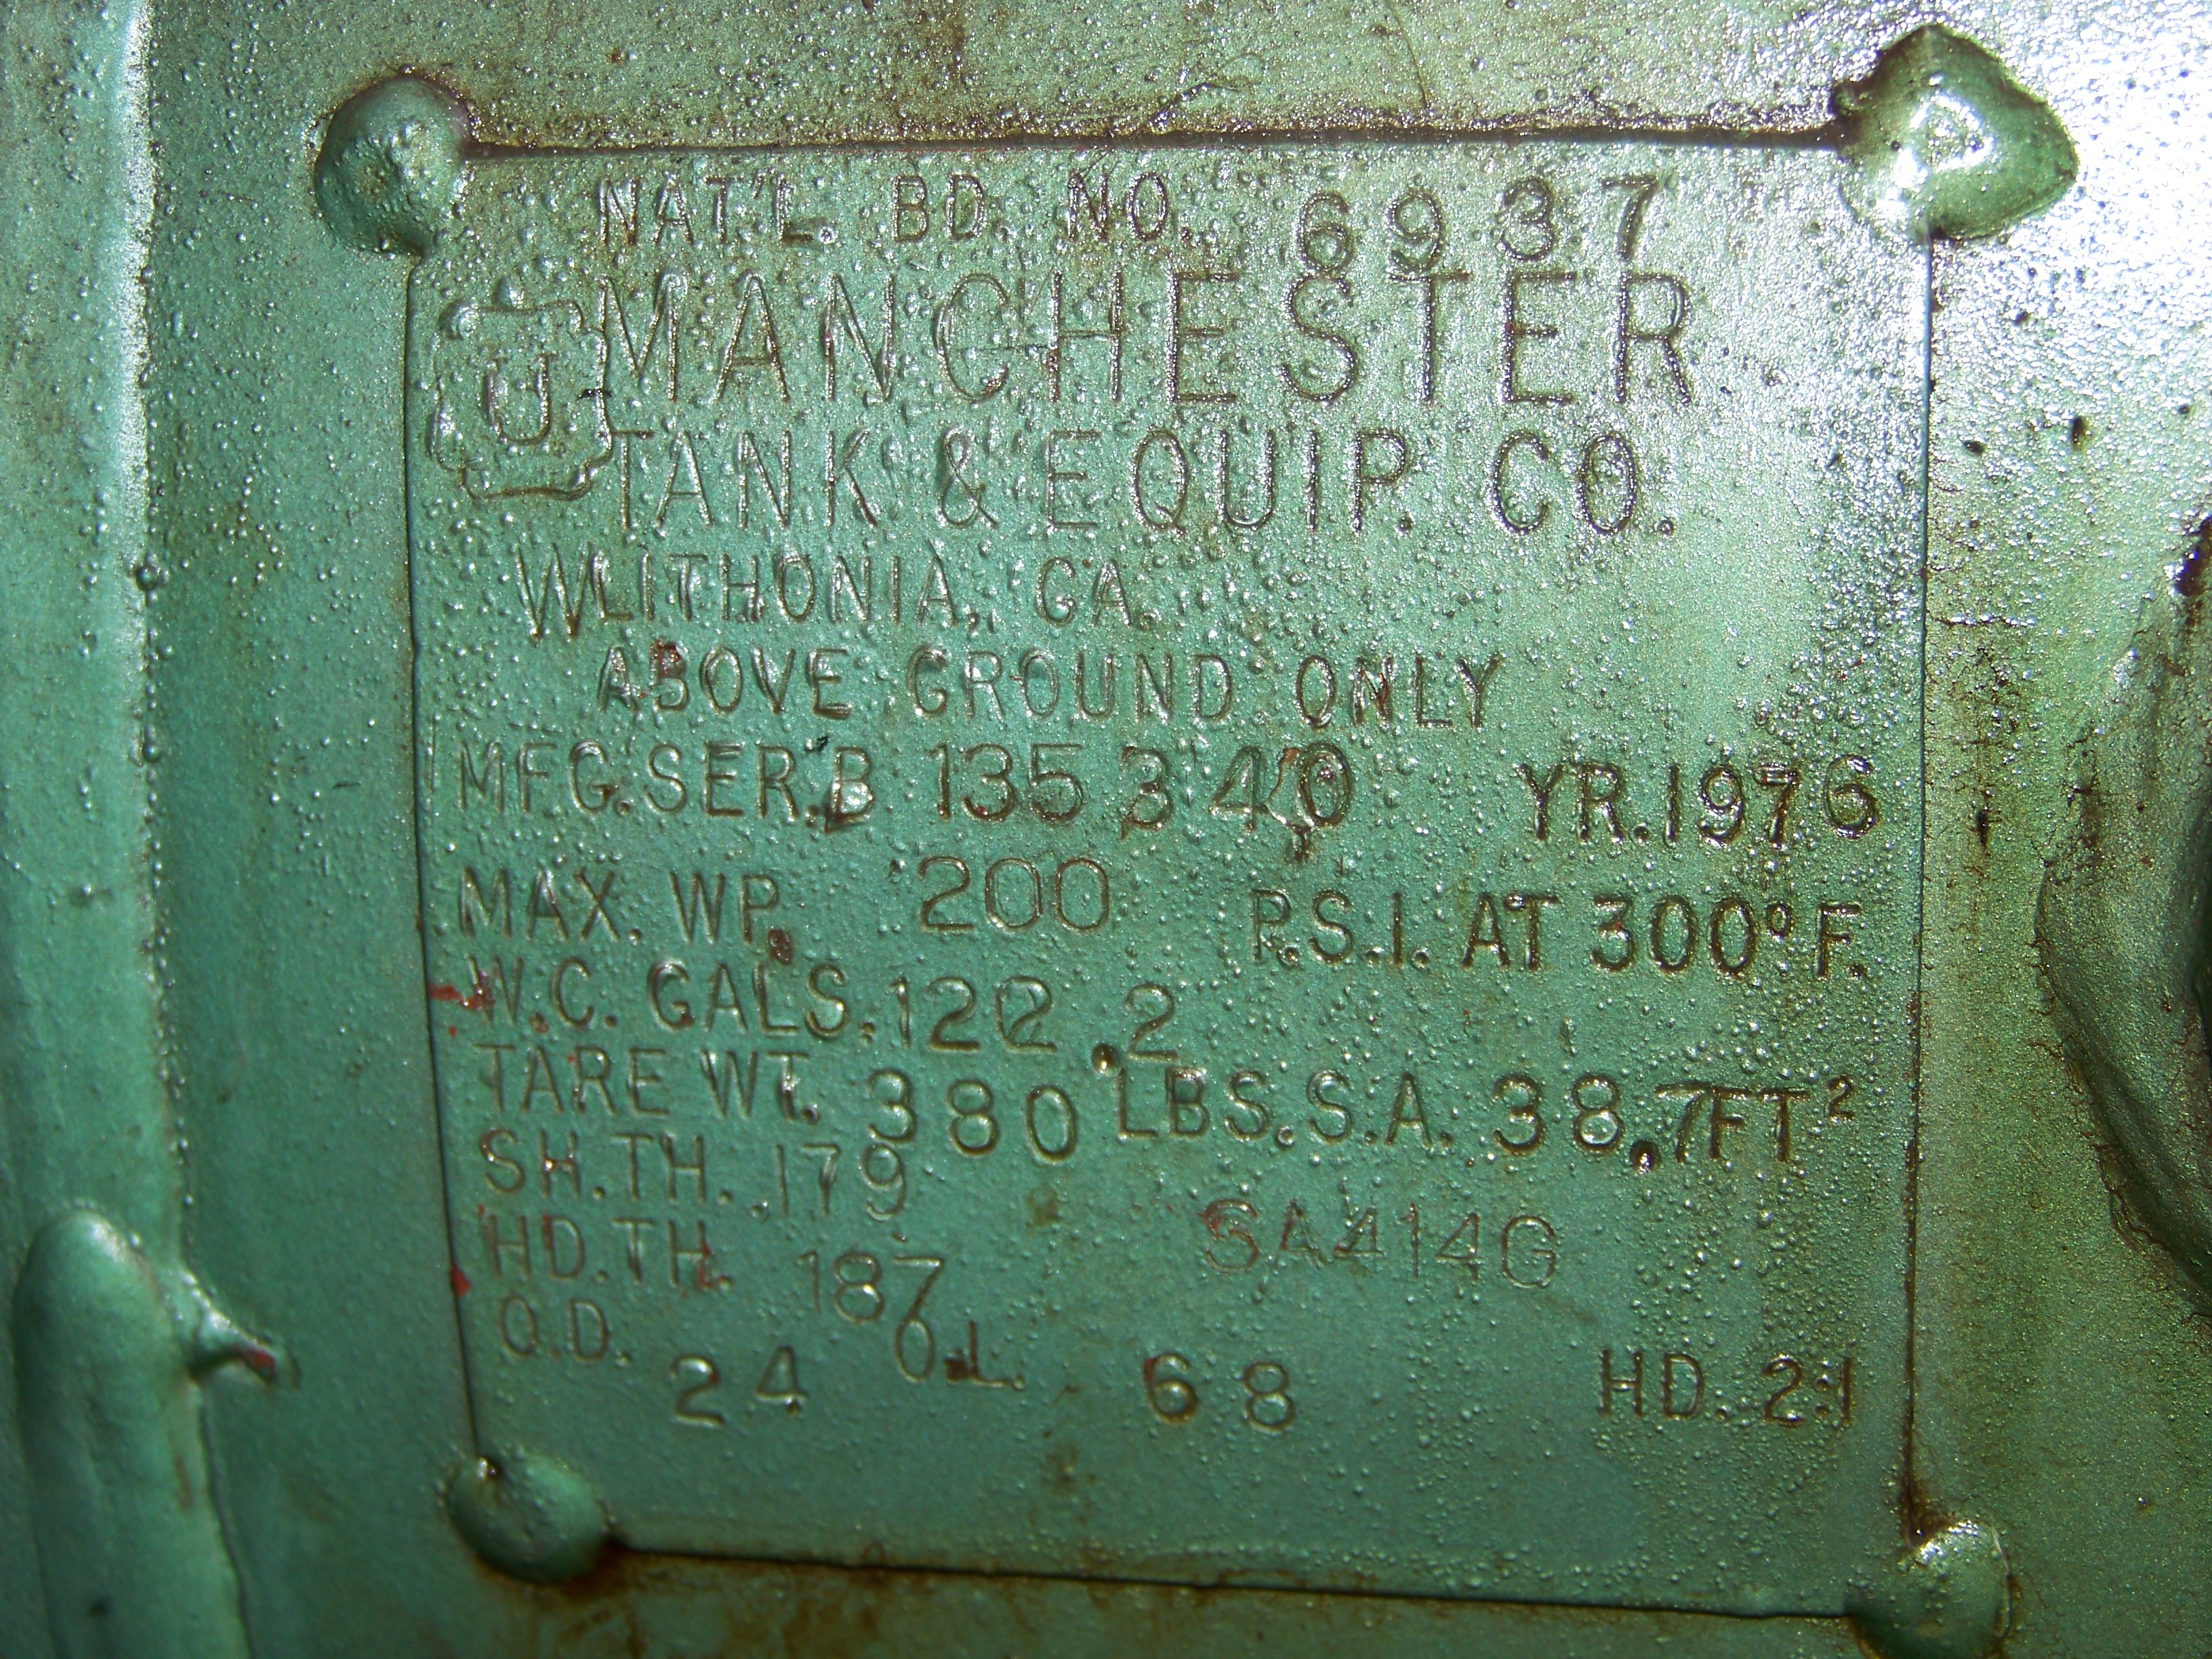 NAT'L. BD. NO. 6937
U
MANCHESTER
TANK & EQUIP. CO.
W LITHONIA, GA.
ABOVE GROUND ONLY
MFG.SER.B 135340 YR.1976
MAX. WP. 200 P.S.I. AT 300°F.
W.C. GALS. 122.2
TARE WT. 380 LBS.S.A. 38.7FT²
SH.TH. .179
HD.TH. 187 SA414G
O.D. 24 O.L. 68 HD. 2:1